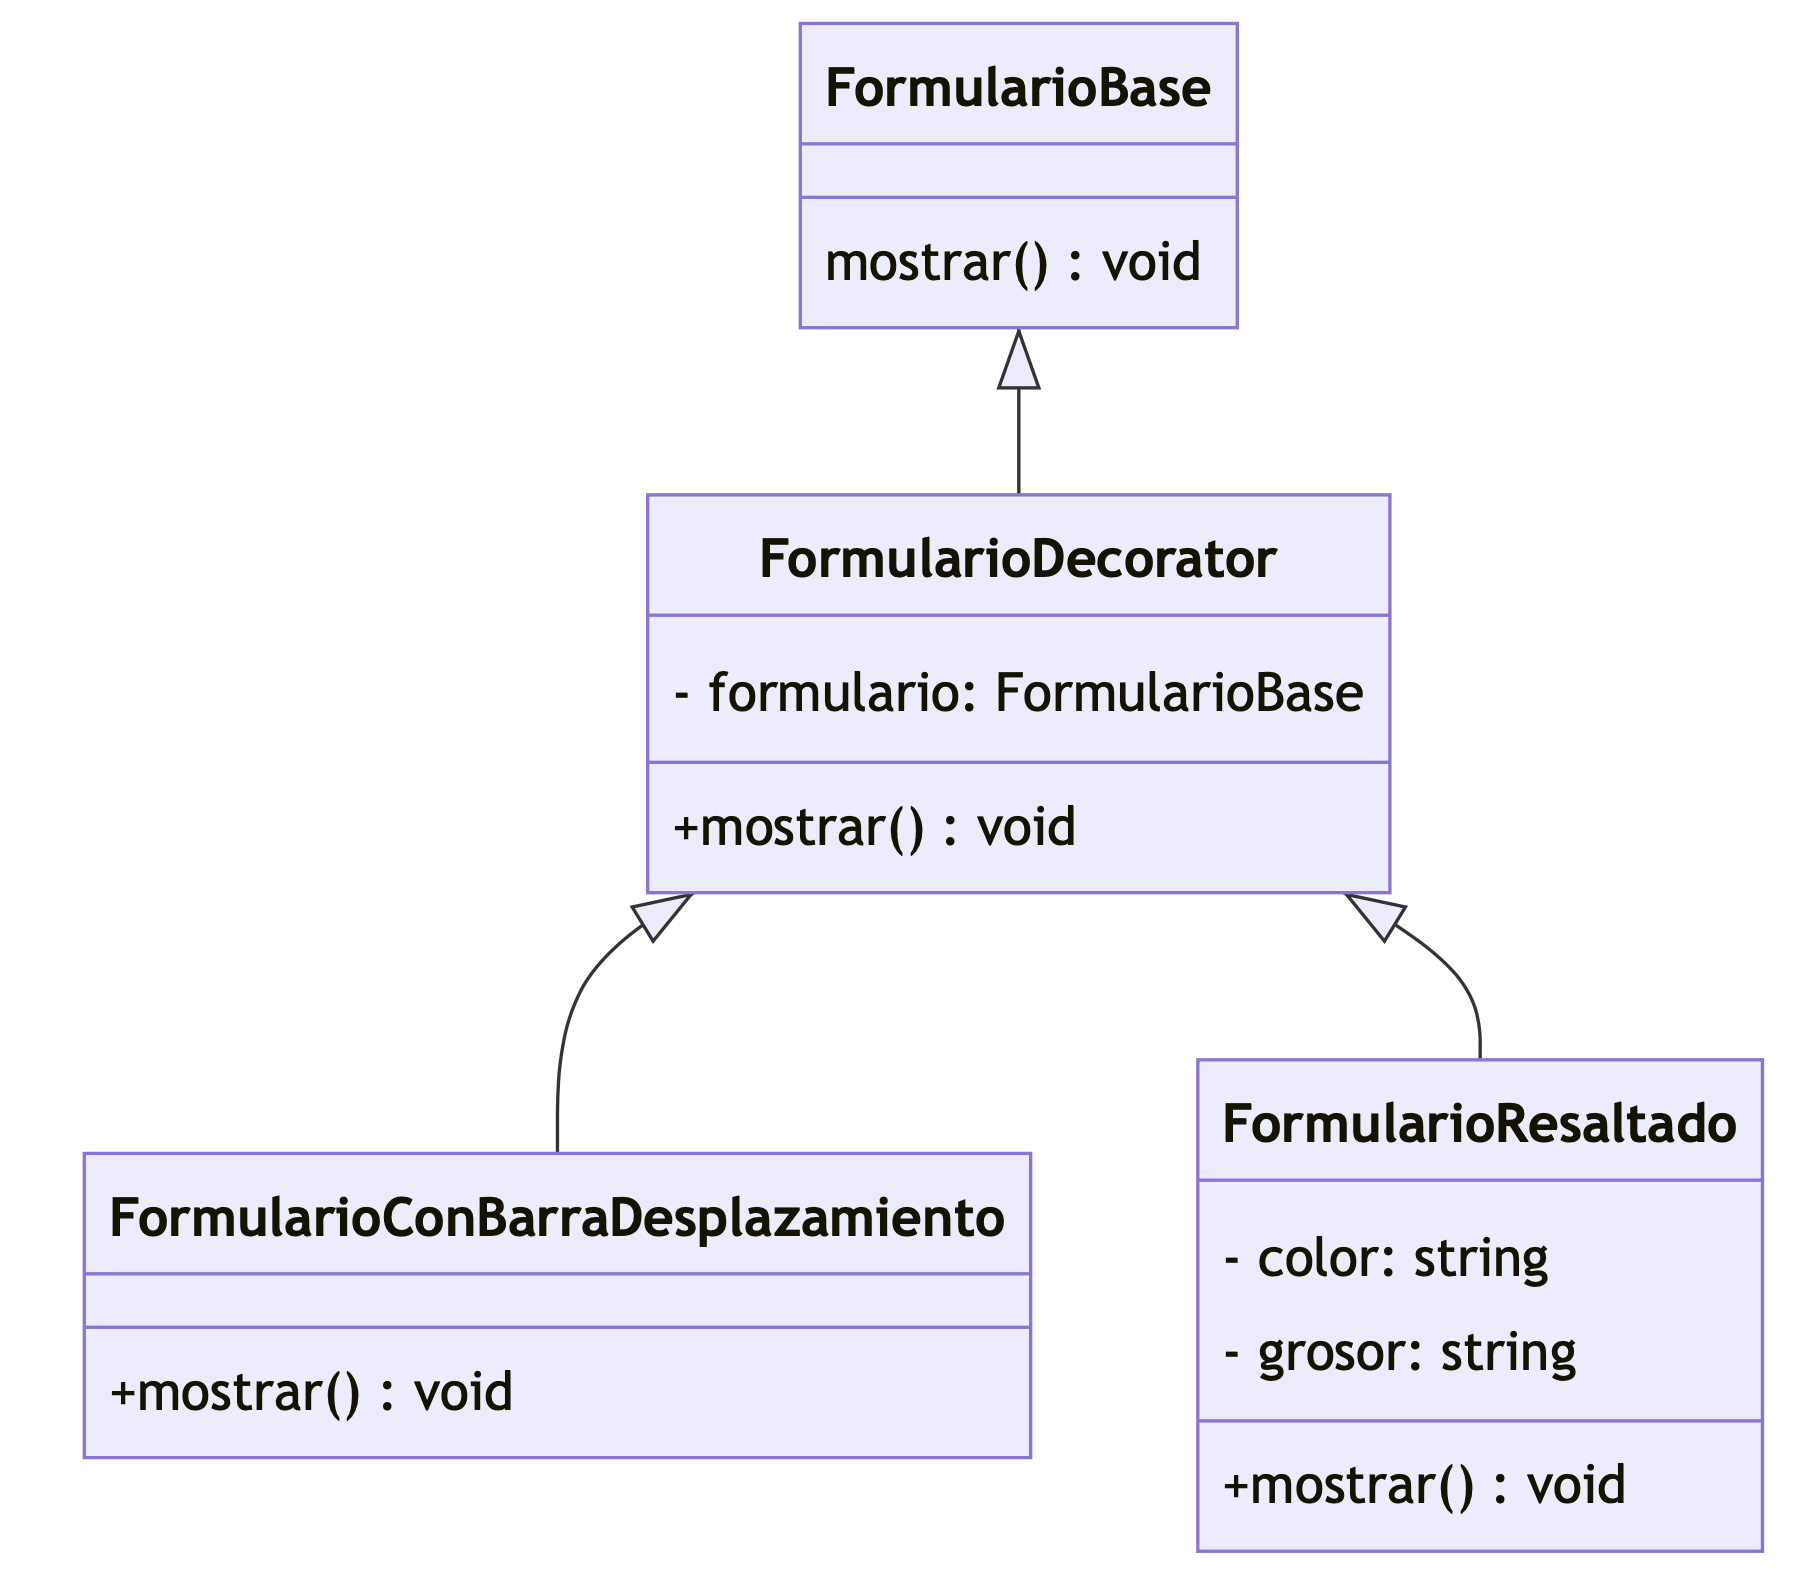 FormularioBase
mostrar() : void
FormularioDecorator
- formulario: FormularioBase
+mostrar() : void
FormularioConBarraDesplazamiento
+mostrar() : void
FormularioResaltado
- color: string
- grosor: string
+mostrar() : void